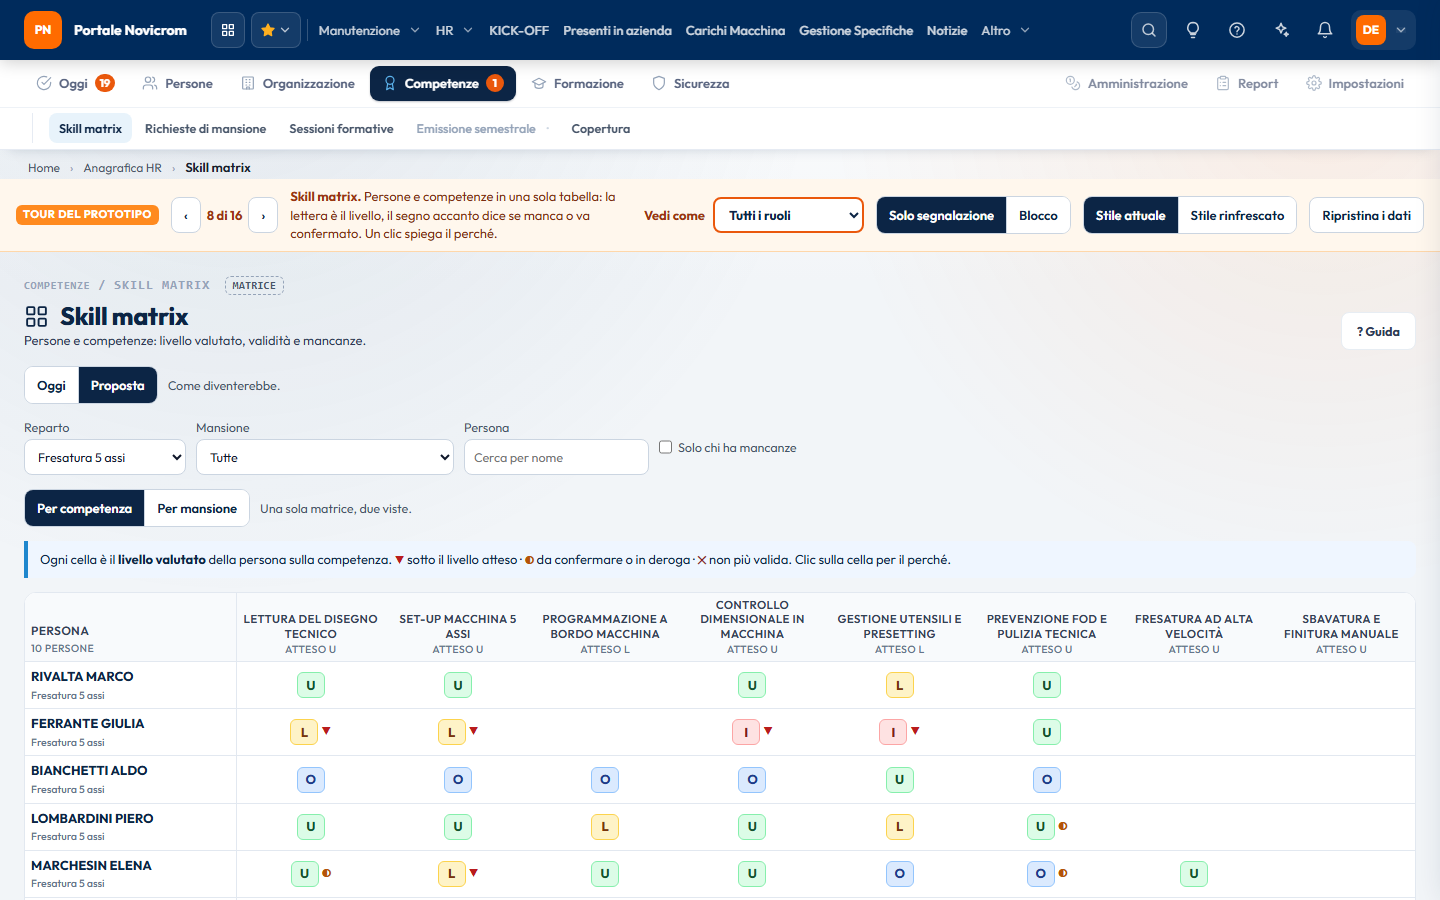 PN Portale Novicrom Manutenzione HR KICK-OFF Presenti in azienda Carichi Macchina Gestione Specifiche Notizie Altro DE
Oggi 19 Persone Organizzazione Competenze 1 Formazione Sicurezza Amministrazione Report Impostazioni
Skill matrix Richieste di mansione Sessioni formative Emissione semestrale · Copertura
Home › Anagrafica HR › Skill matrix
TOUR DEL PROTOTIPO ‹ 8 di 16 ›
Skill matrix. Persone e competenze in una sola tabella: la
lettera è il livello, il segno accanto dice se manca o va
confermato. Un clic spiega il perché.
Vedi come Tutti i ruoli Solo segnalazione Blocco Stile attuale Stile rinfrescato Ripristina i dati
COMPETENZE / SKILL MATRIX MATRICE
Skill matrix
Persone e competenze: livello valutato, validità e mancanze.
? Guida
Oggi Proposta Come diventerebbe.
Reparto Mansione Persona
Fresatura 5 assi Tutte Cerca per nome Solo chi ha mancanze
Per competenza Per mansione Una sola matrice, due viste.
Ogni cella è il livello valutato della persona sulla competenza. ▼ sotto il livello atteso · ◐ da confermare o in deroga · ✕ non più valida. Clic sulla cella per il perché.
PERSONA
10 PERSONE
LETTURA DEL DISEGNO
TECNICO
ATTESO U
SET-UP MACCHINA 5
ASSI
ATTESO U
PROGRAMMAZIONE A
BORDO MACCHINA
ATTESO L
CONTROLLO
DIMENSIONALE IN
MACCHINA
ATTESO U
GESTIONE UTENSILI E
PRESETTING
ATTESO L
PREVENZIONE FOD E
PULIZIA TECNICA
ATTESO U
FRESATURA AD ALTA
VELOCITÀ
ATTESO U
SBAVATURA E
FINITURA MANUALE
ATTESO U
RIVALTA MARCO
Fresatura 5 assi
U U U L U
FERRANTE GIULIA
Fresatura 5 assi
L ▼ L ▼ I ▼ I ▼ U
BIANCHETTI ALDO
Fresatura 5 assi
O O O O U O
LOMBARDINI PIERO
Fresatura 5 assi
U U L U L U ◐
MARCHESIN ELENA
Fresatura 5 assi
U ◐ L ▼ U U O O ◐ U